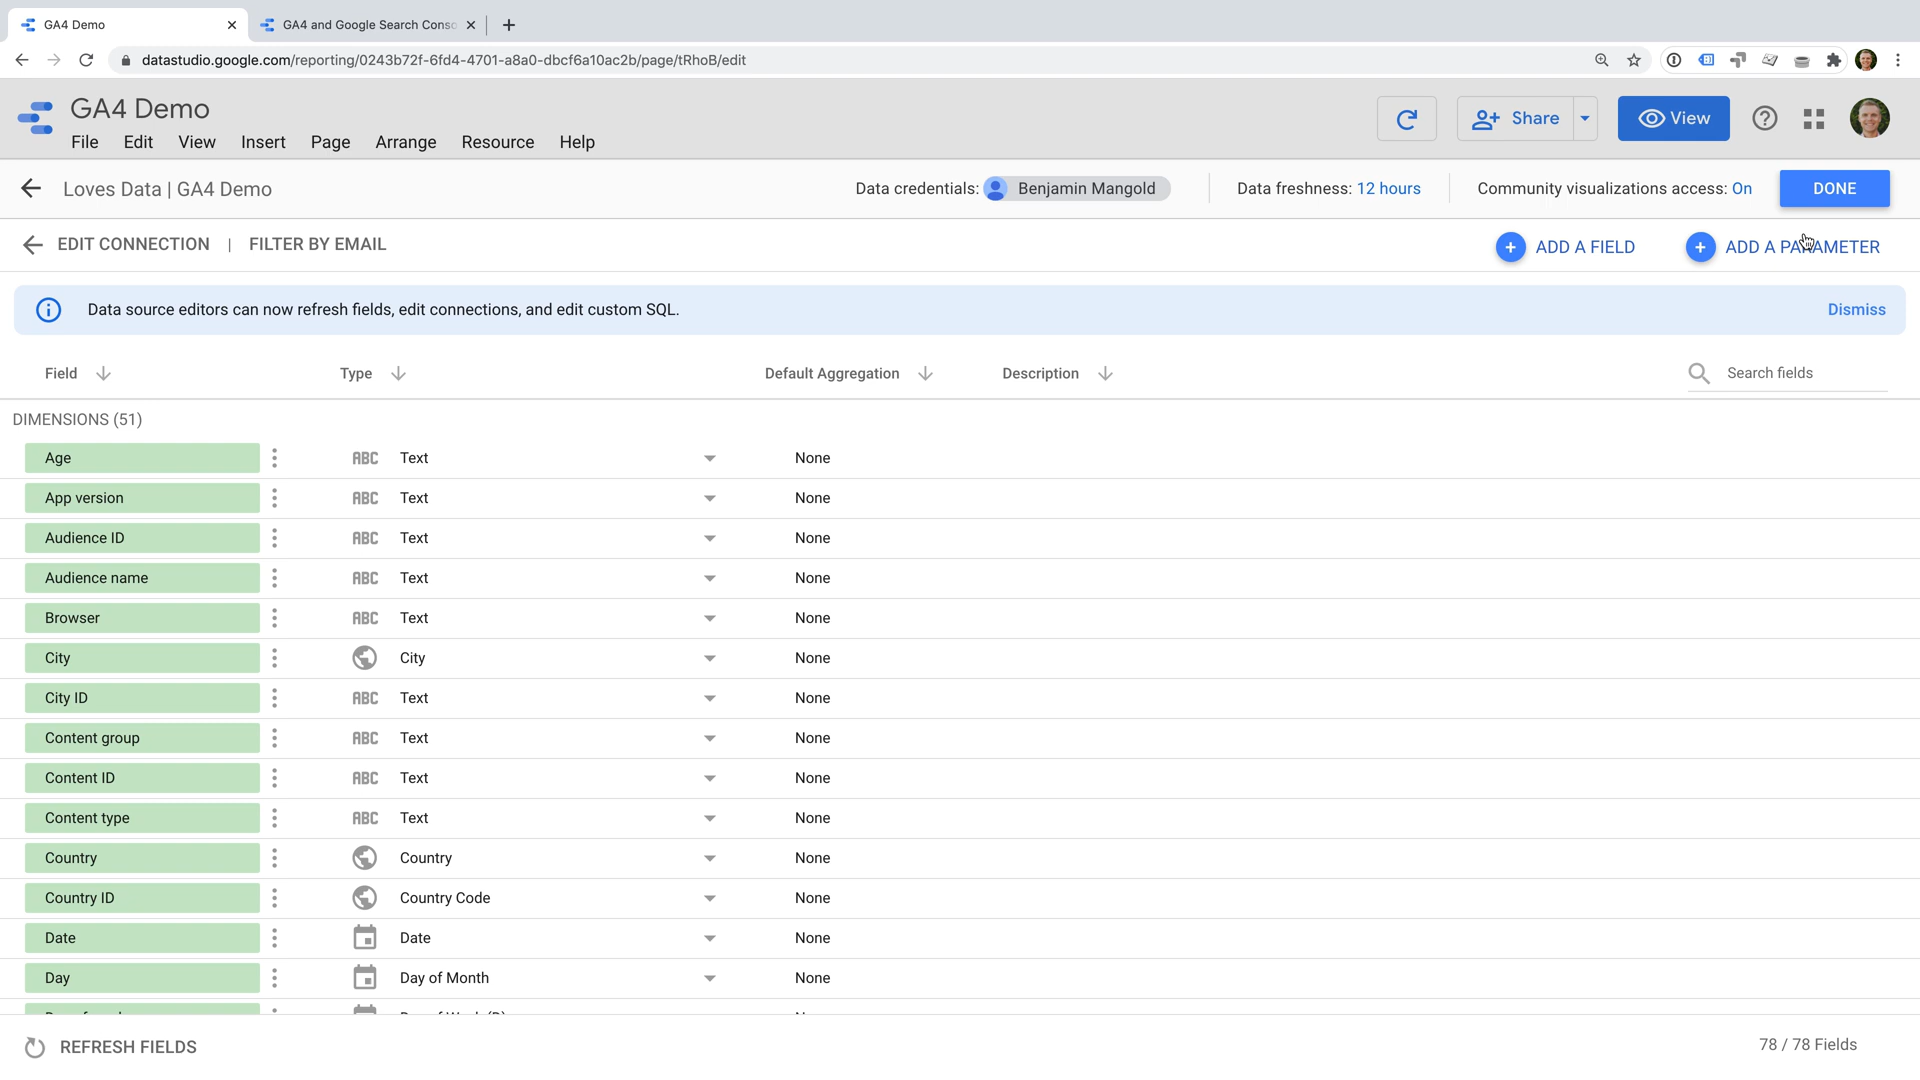 GA4 Demo
GA4 and Google Search Conso
datastudio.google.com/reporting/0243b72f-6fd4-4701-a8a0-dbcf6a10ac2b/page/tRhoB/edit
GA4 Demo
File Edit View Insert Page Arrange Resource Help
Share
View
Loves Data | GA4 Demo
Data credentials: Benjamin Mangold
Data freshness: 12 hours
Community visualizations access: On
DONE
EDIT CONNECTION | FILTER BY EMAIL
ADD A FIELD
ADD A PARAMETER
Data source editors can now refresh fields, edit connections, and edit custom SQL.
Dismiss
Field Type Default Aggregation Description Search fields
DIMENSIONS (51)
Age ABC Text None
App version ABC Text None
Audience ID ABC Text None
Audience name ABC Text None
Browser ABC Text None
City City None
City ID ABC Text None
Content group ABC Text None
Content ID ABC Text None
Content type ABC Text None
Country Country None
Country ID Country Code None
Date Date None
Day Day of Month None
REFRESH FIELDS
78 / 78 Fields